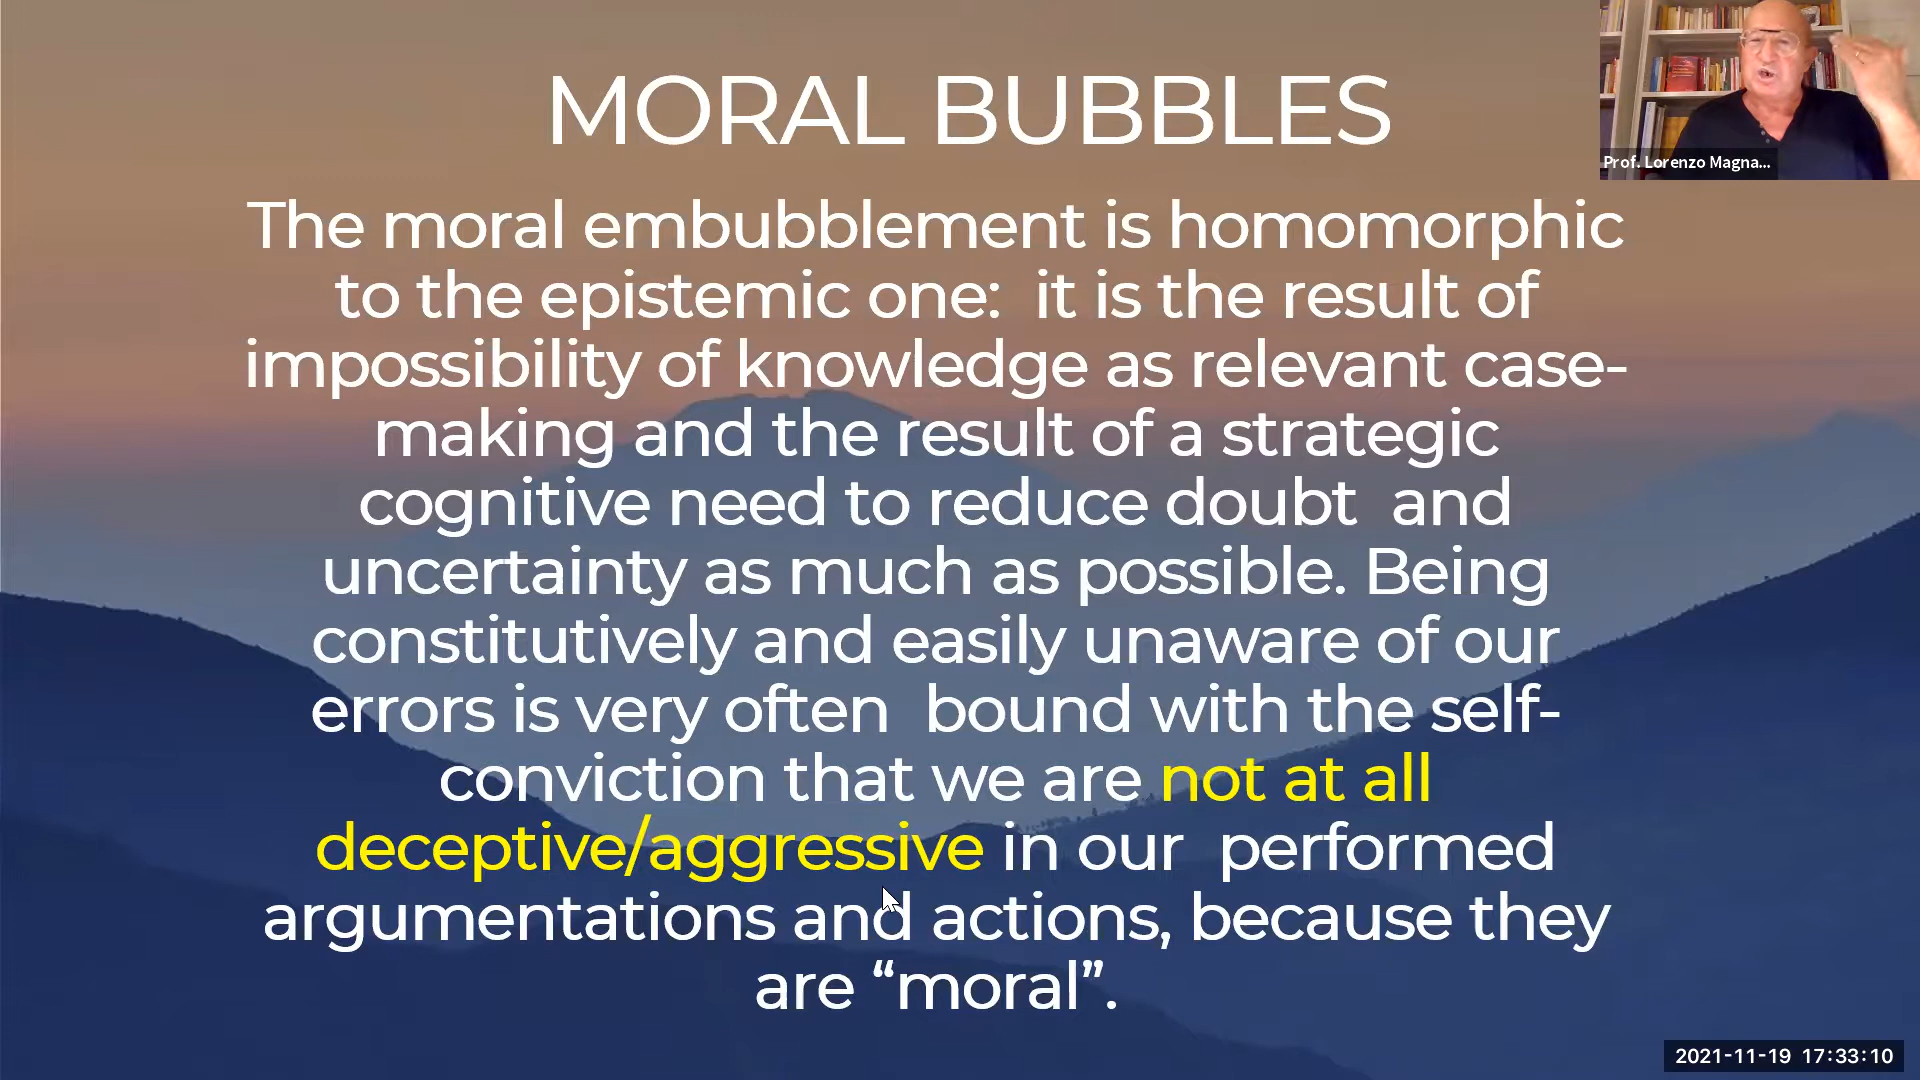 MORAL BUBBLES
Prof. Lorenzo Magna...
The moral embubblement is homomorphic
to the epistemic one:  it is the result of
impossibility of knowledge as relevant case-
making and the result of a strategic
cognitive need to reduce doubt  and
uncertainty as much as possible. Being
constitutively and easily unaware of our
errors is very often  bound with the self-
conviction that we are not at all
deceptive/aggressive in our  performed
argumentations and actions, because they
are “moral”.
2021-11-19 17:33:10